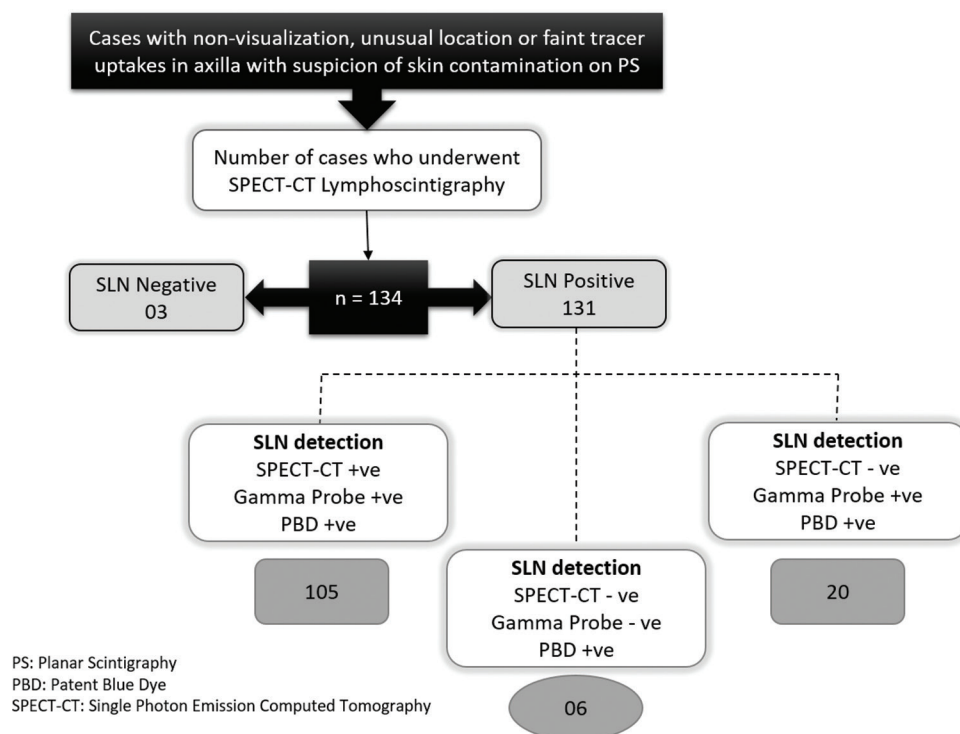 Cases with non-visualization, unusual location or faint tracer
uptakes in axilla with suspicion of skin contamination on PS
Number of cases who underwent
SPECT-CT Lymphoscintigraphy
SLN Negative
03
n = 134
SLN Positive
131
SLN detection
SPECT-CT +ve
Gamma Probe +ve
PBD +ve
105
SLN detection
SPECT-CT - ve
Gamma Probe - ve
PBD +ve
06
SLN detection
SPECT-CT - ve
Gamma Probe +ve
PBD +ve
20
PS: Planar Scintigraphy
PBD: Patent Blue Dye
SPECT-CT: Single Photon Emission Computed Tomography